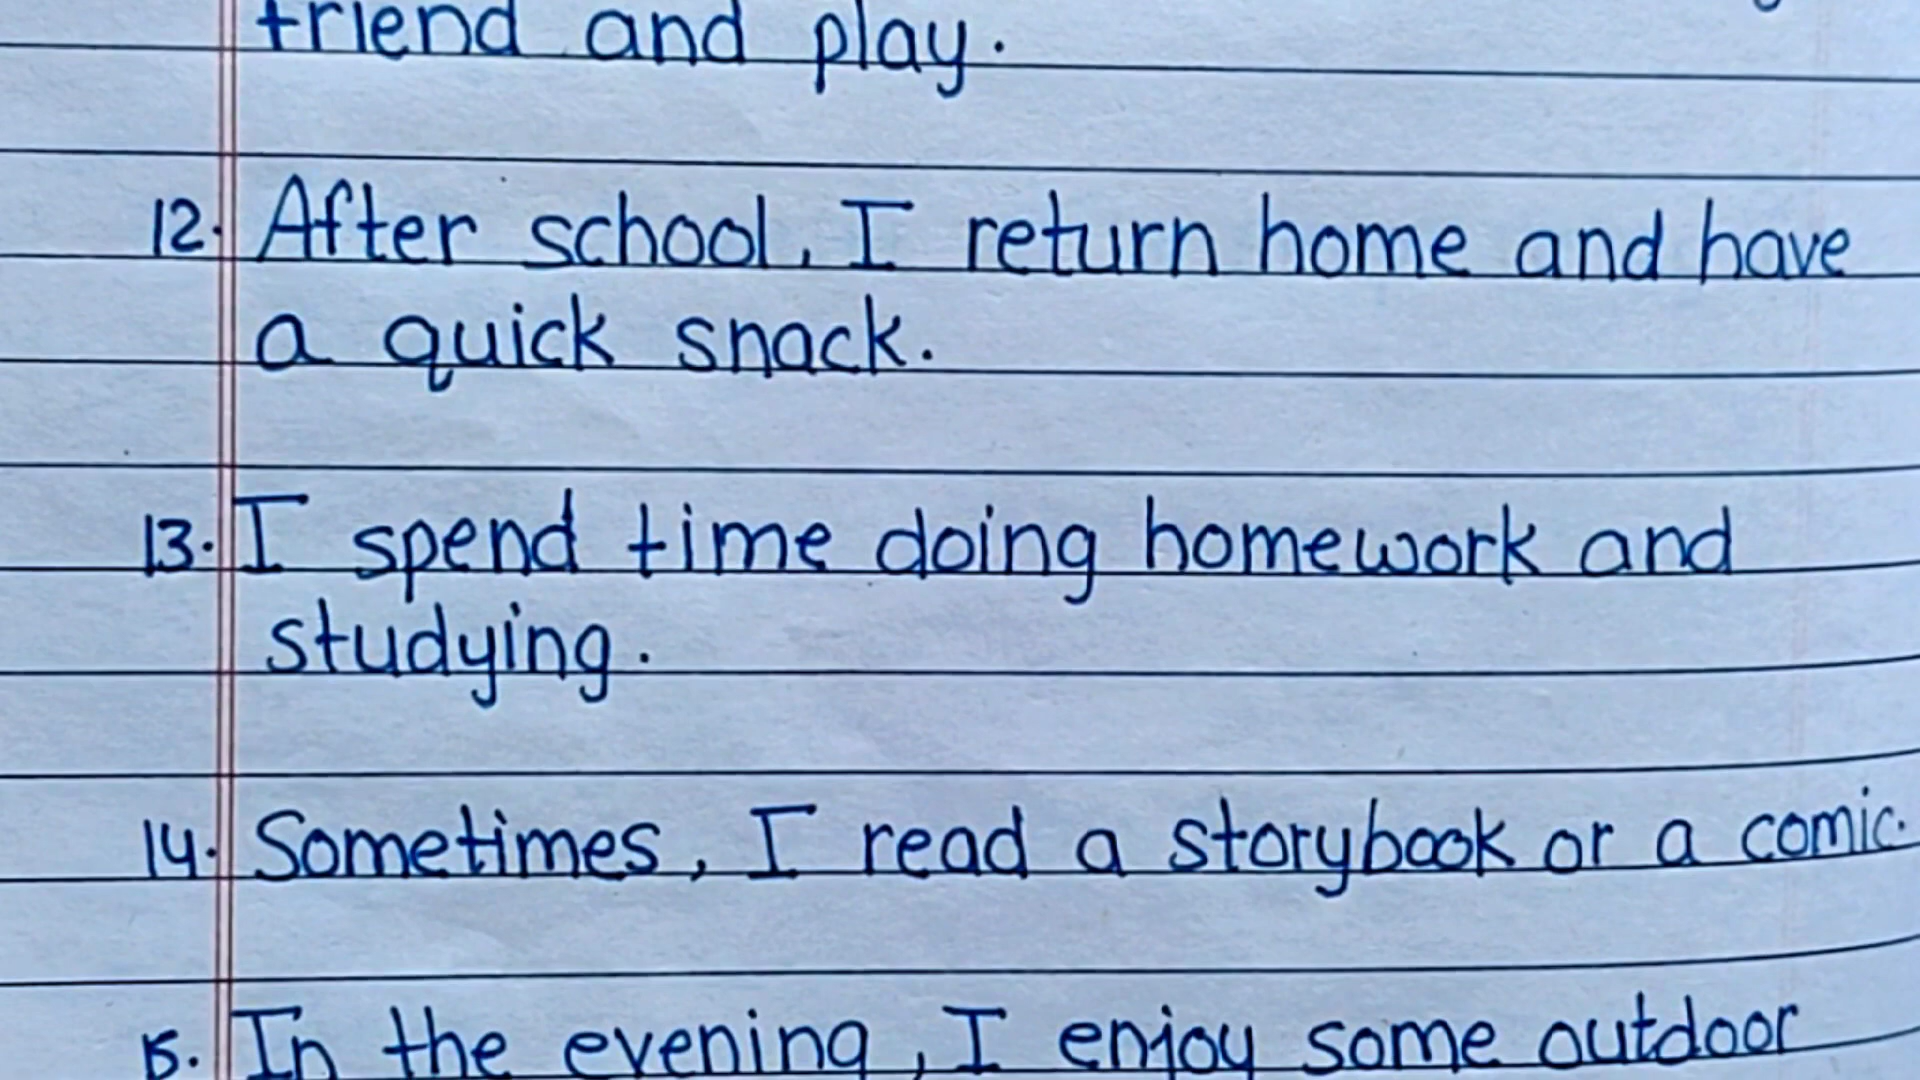 friend and play.
12. After school, I return home and have
a quick snack.
13. I spend time doing homework and
studying.
14. Sometimes, I read a storybook or a comic.
15. In the evening, I enjoy some outdoor